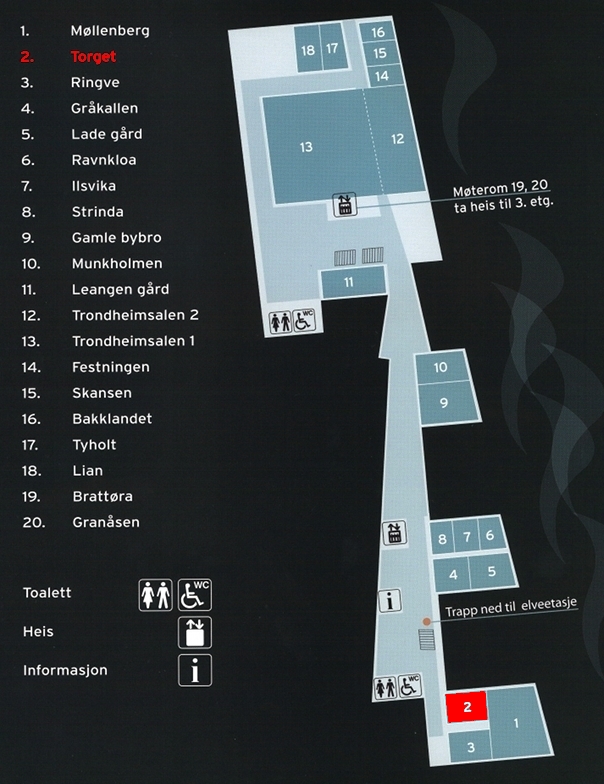 1. Møllenberg
2. Torget
3. Ringve
4. Gråkallen
5. Lade gård
6. Ravnkloa
7. Ilsvika
8. Strinda
9. Gamle bybro
10. Munkholmen
11. Leangen gård
12. Trondheimsalen 2
13. Trondheimsalen 1
14. Festningen
15. Skansen
16. Bakklandet
17. Tyholt
18. Lian
19. Brattøra
20. Granåsen
Toalett WC
Heis
Informasjon i
18 17 16
15
14
13 12
Møterom 19, 20
ta heis til 3. etg.
11
WC
10
9
8 7 6
4 5
i
Trapp ned til elveetasje
WC
2 1
3